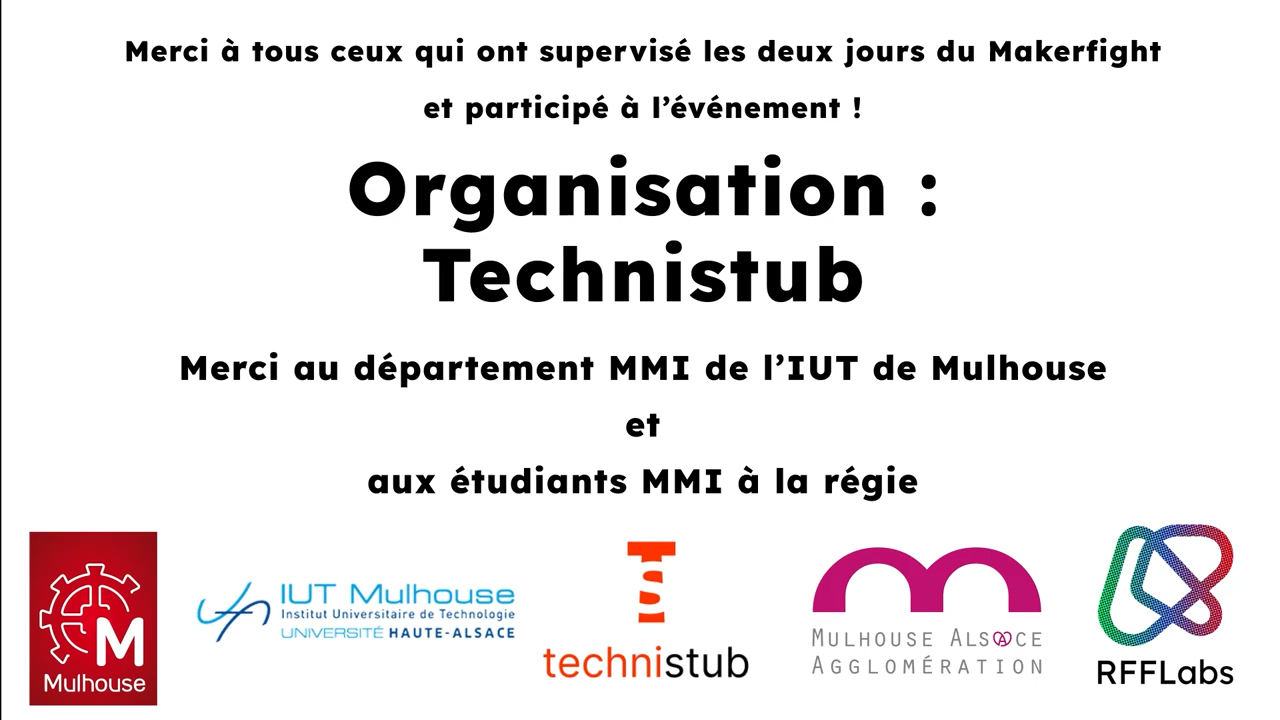 Merci à tous ceux qui ont supervisé les deux jours du Makerfight
et participé à l’événement !
Organisation :
Technistub
Merci au département MMI de l’IUT de Mulhouse
et
aux étudiants MMI à la régie
M
Mulhouse
IUT Mulhouse
Institut Universitaire de Technologie
UNIVERSITÉ HAUTE-ALSACE
TS
technistub
m
MULHOUSE ALSACE
AGGLOMÉRATION
RFFLabs